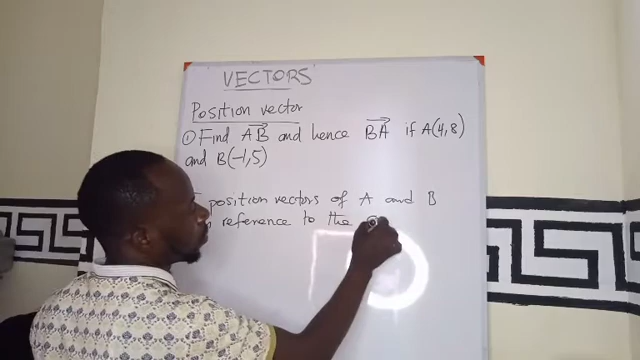 VECTORS
Position vector
① Find AB and hence BA if A(4,8)
and B(-1,5)
position vectors of A and B
reference to the